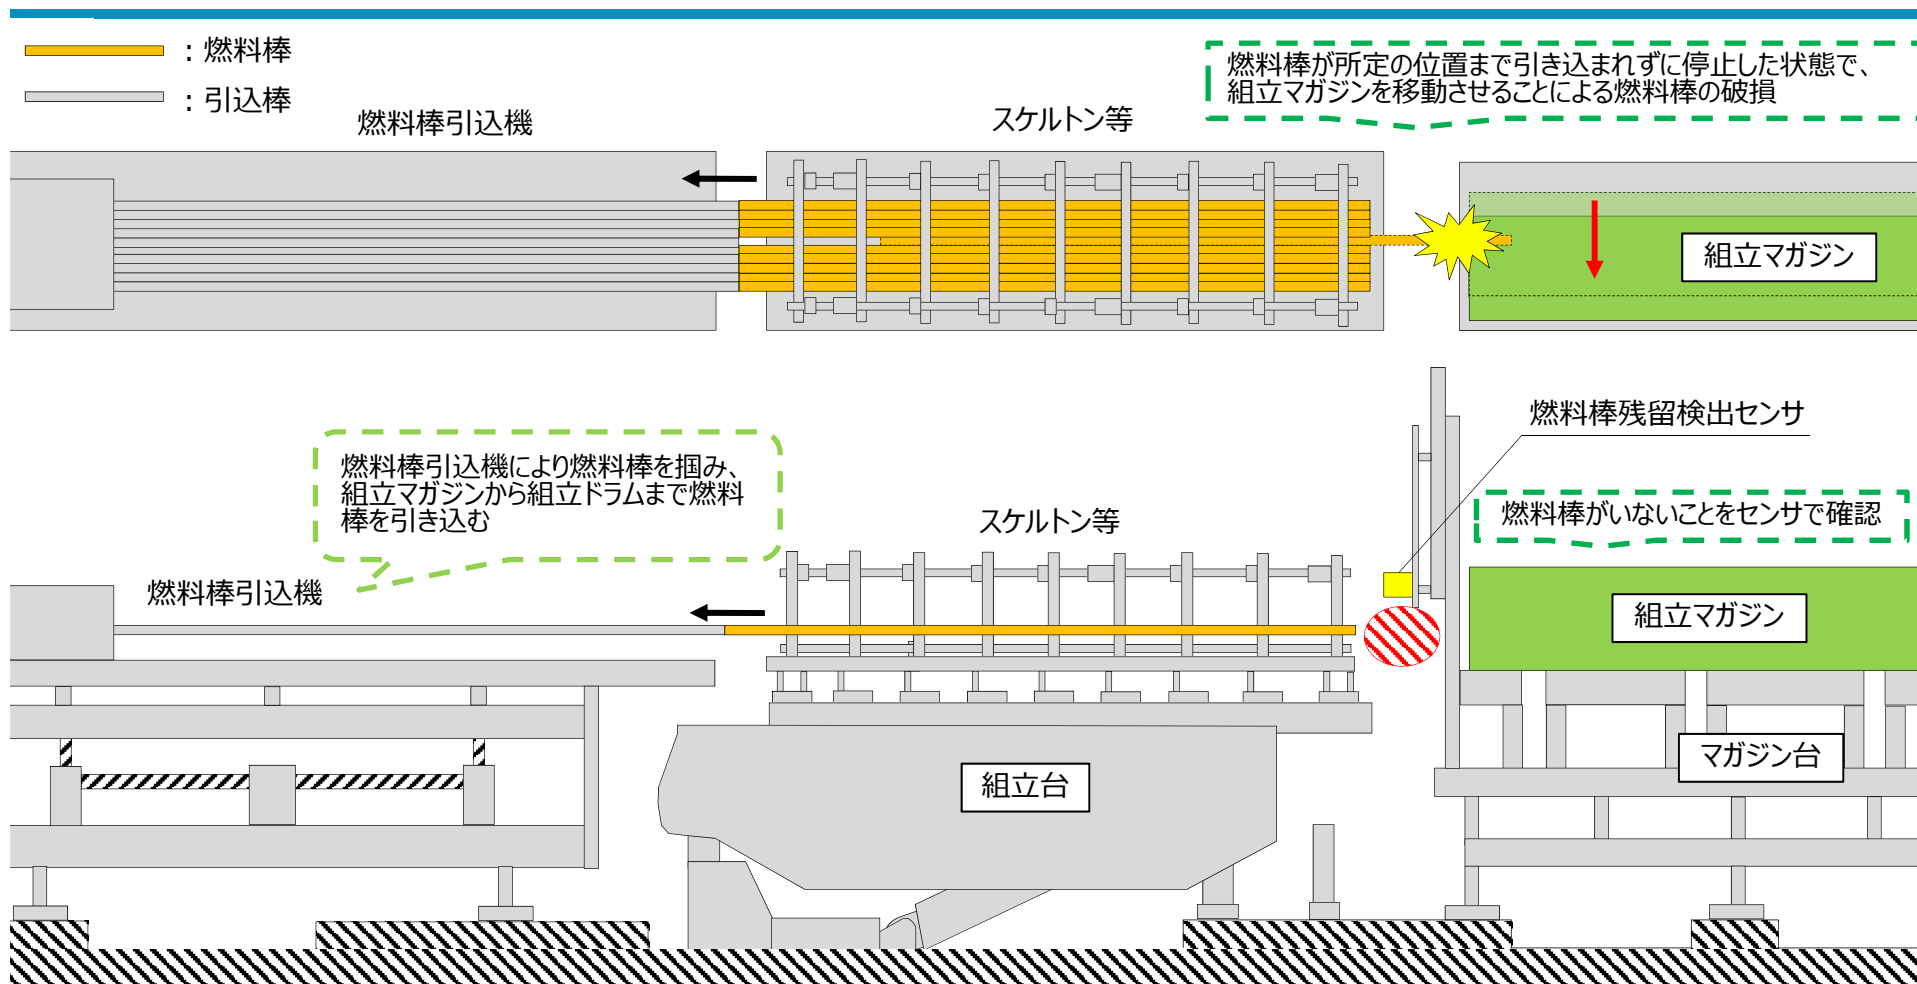 ：燃料棒
：引込棒
燃料棒引込機
スケルトン等
燃料棒が所定の位置まで引き込まれずに停止した状態で、
組立マガジンを移動させることによる燃料棒の破損
組立マガジン
燃料棒残留検出センサ
燃料棒引込機により燃料棒を掴み、
組立マガジンから組立ドラムまで燃料
棒を引き込む
スケルトン等
燃料棒がいないことをセンサで確認
燃料棒引込機
組立マガジン
マガジン台
組立台